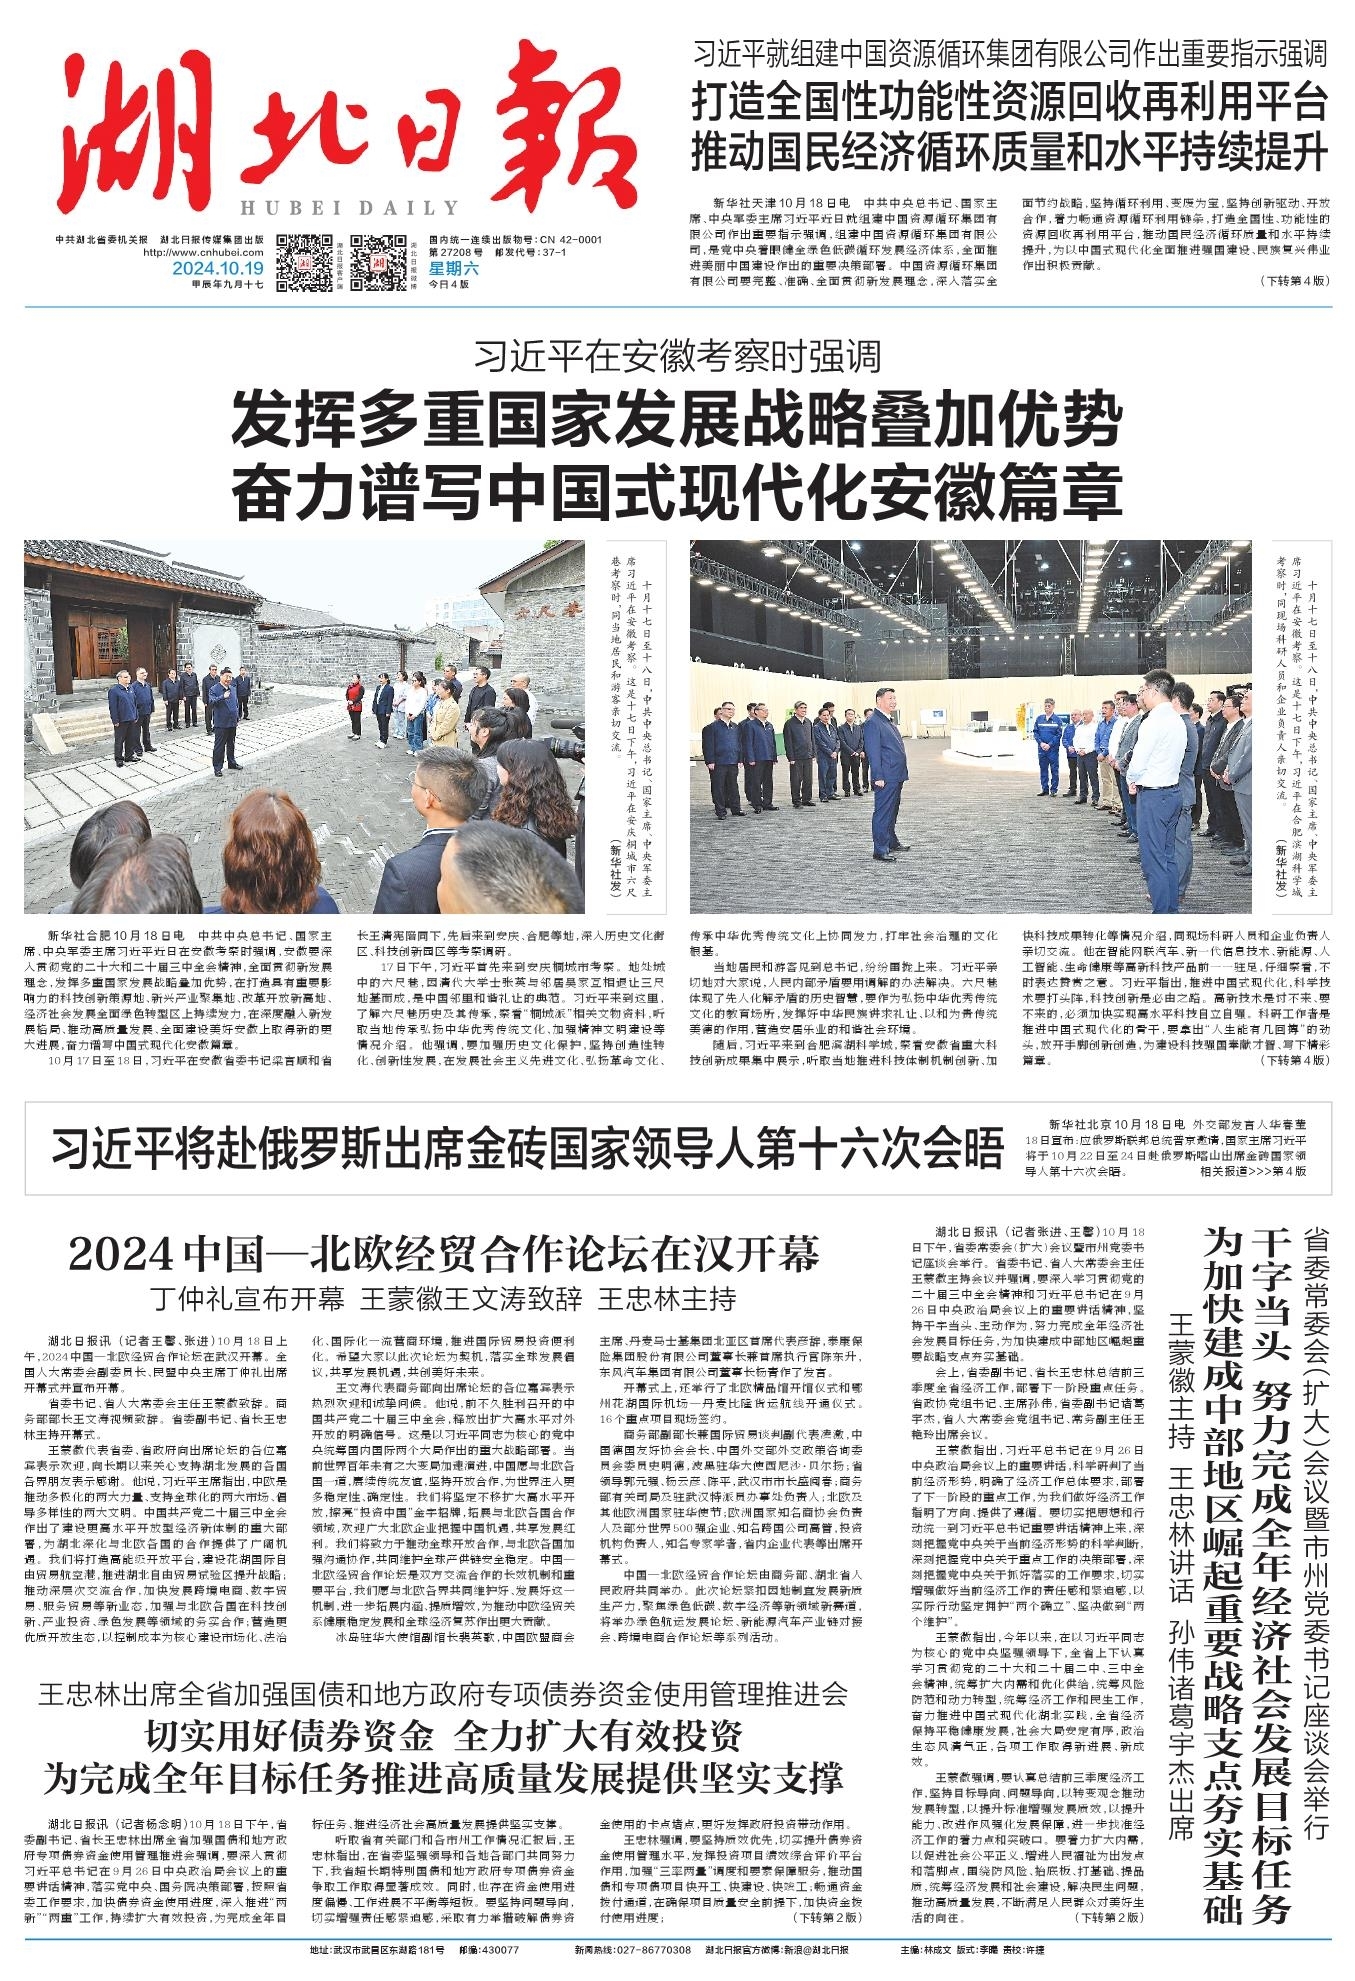 湖北日報
HUBEI DAILY
中共湖北省委机关报 湖北日报传媒集团出版
http://www.cnhubei.com
2024.10.19
甲辰年九月十七
湖北日报客户端
湖北日报微博
国内统一连续出版物号：CN 42-0001
第27208号 邮发代号：37-1
星期六
今日4版
习近平就组建中国资源循环集团有限公司作出重要指示强调
打造全国性功能性资源回收再利用平台
推动国民经济循环质量和水平持续提升
新华社天津10月18日电 中共中央总书记、国家主
席、中央军委主席习近平近日就组建中国资源循环集团有
限公司作出重要指示强调，组建中国资源循环集团有限公
司，是党中央着眼健全绿色低碳循环发展经济体系、全面推
进美丽中国建设作出的重要决策部署。中国资源循环集团
有限公司要完整、准确、全面贯彻新发展理念，深入落实全
面节约战略，坚持循环利用、变废为宝，坚持创新驱动、开放
合作，着力畅通资源循环利用链条，打造全国性、功能性的
资源回收再利用平台，推动国民经济循环质量和水平持续
提升，为以中国式现代化全面推进强国建设、民族复兴伟业
作出积极贡献。
（下转第4版）
习近平在安徽考察时强调
发挥多重国家发展战略叠加优势
奋力谱写中国式现代化安徽篇章
十月十七日至十八日，中共中央总书记、国家主席、中央军委主
席习近平在安徽考察。这是十七日下午，习近平在安庆桐城市六尺
巷考察时，同当地居民和游客亲切交流。
（新华社发）
十月十七日至十八日，中共中央总书记、国家主席、中央军委主
席习近平在安徽考察。这是十七日下午，习近平在合肥滨湖科学城
考察时，同现场科研人员和企业负责人亲切交流。
（新华社发）
新华社合肥10月18日电 中共中央总书记、国家主
席、中央军委主席习近平近日在安徽考察时强调，安徽要深
入贯彻党的二十大和二十届三中全会精神，全面贯彻新发展
理念，发挥多重国家发展战略叠加优势，在打造具有重要影
响力的科技创新策源地、新兴产业聚集地、改革开放新高地、
经济社会发展全面绿色转型区上持续发力，在深度融入新发
展格局、推动高质量发展、全面建设美好安徽上取得新的更
大进展，奋力谱写中国式现代化安徽篇章。
10月17日至18日，习近平在安徽省委书记梁言顺和省
长王清宪陪同下，先后来到安庆、合肥等地，深入历史文化街
区、科技创新园区等考察调研。
17日下午，习近平首先来到安庆桐城市考察。地处城
中的六尺巷，因清代大学士张英与邻居吴家互相退让三尺
地基而成，是中国邻里和谐礼让的典范。习近平来到这里，
了解六尺巷历史及其传承，察看“桐城派”相关文物资料，听
取当地传承弘扬中华优秀传统文化、加强精神文明建设等
情况介绍。他强调，要加强历史文化保护，坚持创造性转
化、创新性发展，在发展社会主义先进文化、弘扬革命文化、
传承中华优秀传统文化上协同发力，打牢社会治理的文化
根基。
当地居民和游客见到总书记，纷纷围拢上来。习近平亲
切地对大家说，人民内部矛盾要用调解的办法解决。六尺巷
体现了先人化解矛盾的历史智慧，要作为弘扬中华优秀传统
文化的教育场所，发挥好中华民族讲求礼让、以和为贵传统
美德的作用，营造安居乐业的和谐社会环境。
随后，习近平来到合肥滨湖科学城，察看安徽省重大科
技创新成果集中展示，听取当地推进科技体制机制创新、加
快科技成果转化等情况介绍，同现场科研人员和企业负责人
亲切交流。他在智能网联汽车、新一代信息技术、新能源、人
工智能、生命健康等高新科技产品前一一驻足，仔细察看，不
时表达赞赏之意。习近平指出，推进中国式现代化，科学技
术要打头阵，科技创新是必由之路。高新技术是讨不来、要
不来的，必须加快实现高水平科技自立自强。科研工作者是
推进中国式现代化的骨干，要拿出“人生能有几回搏”的劲
头，放开手脚创新创造，为建设科技强国奉献才智、写下精彩
篇章。 （下转第4版）
习近平将赴俄罗斯出席金砖国家领导人第十六次会晤
新华社北京10月18日电 外交部发言人华春莹
18日宣布：应俄罗斯联邦总统普京邀请，国家主席习近平
将于10月22日至24日赴俄罗斯喀山出席金砖国家领
导人第十六次会晤。 相关报道>>>第4版
2024中国—北欧经贸合作论坛在汉开幕
丁仲礼宣布开幕 王蒙徽王文涛致辞 王忠林主持
湖北日报讯（记者王馨、张进）10月18日上
午，2024中国—北欧经贸合作论坛在武汉开幕。全
国人大常委会副委员长、民盟中央主席丁仲礼出席
开幕式并宣布开幕。
省委书记、省人大常委会主任王蒙徽致辞。商
务部部长王文涛视频致辞。省委副书记、省长王忠
林主持开幕式。
王蒙徽代表省委、省政府向出席论坛的各位嘉
宾表示欢迎，向长期以来关心支持湖北发展的各国
各界朋友表示感谢。他说，习近平主席指出，中欧是
推动多极化的两大力量、支持全球化的两大市场、倡
导多样性的两大文明。中国共产党二十届三中全会
作出了建设更高水平开放型经济新体制的重大部
署，为湖北深化与北欧各国的合作提供了广阔机
遇。我们将打造高能级开放平台，建设花湖国际自
由贸易航空港，推进湖北自由贸易试验区提升战略；
推动深层次交流合作，加快发展跨境电商、数字贸
易、服务贸易等新业态，加强与北欧各国在科技创
新、产业投资、绿色发展等领域的务实合作；营造更
优质开放生态，以控制成本为核心建设市场化、法治
化、国际化一流营商环境，推进国际贸易投资便利
化。希望大家以此次论坛为契机，落实全球发展倡
议，共享发展机遇，共创美好未来。
王文涛代表商务部向出席论坛的各位嘉宾表示
热烈欢迎和诚挚问候。他说，前不久胜利召开的中
国共产党二十届三中全会，释放出扩大高水平对外
开放的明确信号。这是以习近平同志为核心的党中
央统筹国内国际两个大局作出的重大战略部署。当
前世界百年未有之大变局加速演进，中国愿与北欧各
国一道，赓续传统友谊，坚持开放合作，为世界注入更
多稳定性、确定性。我们将坚定不移扩大高水平开
放，擦亮“投资中国”金字招牌，拓展与北欧各国合作
领域，欢迎广大北欧企业把握中国机遇，共享发展红
利。我们将致力于推动全球开放合作，与北欧各国加
强沟通协作，共同维护全球产供链安全稳定。中国—
北欧经贸合作论坛是双方交流合作的长效机制和重
要平台，我们愿与北欧各界共同维护好、发展好这一
机制，进一步拓展内涵、提质增效，为推动中欧经贸关
系健康稳定发展和全球经济复苏作出更大贡献。
冰岛驻华大使馆副馆长裴英歌，中国欧盟商会
主席、丹麦马士基集团北亚区首席代表彦辞，泰康保
险集团股份有限公司董事长兼首席执行官陈东升，
东风汽车集团有限公司董事长杨青作了发言。
开幕式上，还举行了北欧精品馆开馆仪式和鄂
州花湖国际机场—丹麦比隆货运航线开通仪式。
16个重点项目现场签约。
商务部副部长兼国际贸易谈判副代表凌激，中
国德国友好协会会长、中国外交部外交政策咨询委
员会委员史明德，波黑驻华大使西尼沙·贝尔扬；省
领导郭元强、杨云彦、陈平，武汉市市长盛阅春；商务
部有关司局及驻武汉特派员办事处负责人；北欧及
其他欧洲国家驻华使节；欧洲国家知名商协会负责
人及部分世界500强企业、知名跨国公司高管，投资
机构负责人，知名专家学者，省内企业代表等出席开
幕式。
中国—北欧经贸合作论坛由商务部、湖北省人
民政府共同举办。此次论坛紧扣因地制宜发展新质
生产力，聚焦绿色低碳、数字经济等新领域新赛道，
将举办绿色航运发展论坛、新能源汽车产业链对接
会、跨境电商合作论坛等系列活动。
王忠林出席全省加强国债和地方政府专项债券资金使用管理推进会
切实用好债券资金 全力扩大有效投资
为完成全年目标任务推进高质量发展提供坚实支撑
湖北日报讯（记者杨念明）10月18日下午，省
委副书记、省长王忠林出席全省加强国债和地方政
府专项债券资金使用管理推进会强调，要深入贯彻
习近平总书记在9月26日中央政治局会议上的重
要讲话精神，落实党中央、国务院决策部署，按照省
委工作要求，加快债券资金使用进度，深入推进“两
新”“两重”工作，持续扩大有效投资，为完成全年目
标任务、推进经济社会高质量发展提供坚实支撑。
听取省有关部门和各市州工作情况汇报后，王
忠林指出，在省委坚强领导和各地各部门共同努力
下，我省超长期特别国债和地方政府专项债券资金
争取工作取得显著成效。同时，也存在资金使用进
度偏慢、工作进展不平衡等短板。要坚持问题导向，
切实增强责任感紧迫感，采取有力举措破解债券资
金使用的卡点堵点，更好发挥政府投资带动作用。
王忠林强调，要坚持质效优先，切实提升债券资
金使用管理水平，发挥投资项目绩效综合评价平台
作用，加强“三率两量”调度和要素保障服务，推动国
债和专项债项目快开工、快建设、快竣工；畅通资金
拨付通道，在确保项目质量安全前提下，加快资金拨
付使用进度； （下转第2版）
省委常委会（扩大）会议暨市州党委书记座谈会举行
干字当头 努力完成全年经济社会发展目标任务
为加快建成中部地区崛起重要战略支点夯实基础
王蒙徽主持 王忠林讲话 孙伟诸葛宇杰出席
湖北日报讯（记者张进、王馨）10月18
日下午，省委常委会（扩大）会议暨市州党委书
记座谈会举行。省委书记、省人大常委会主任
王蒙徽主持会议并强调，要深入学习贯彻党的
二十届三中全会精神和习近平总书记在9月
26日中央政治局会议上的重要讲话精神，坚
持干字当头、主动作为，努力完成全年经济社
会发展目标任务，为加快建成中部地区崛起重
要战略支点夯实基础。
会上，省委副书记、省长王忠林总结前三
季度全省经济工作，部署下一阶段重点任务。
省政协党组书记、主席孙伟，省委副书记诸葛
宇杰，省人大常委会党组书记、常务副主任王
艳玲出席会议。
王蒙徽指出，习近平总书记在9月26日
中央政治局会议上的重要讲话，科学研判了当
前经济形势，明确了经济工作总体要求，部署
了下一阶段的重点工作，为我们做好经济工作
指明了方向、提供了遵循。要切实把思想和行
动统一到习近平总书记重要讲话精神上来，深
刻把握党中央关于当前经济形势的科学判断，
深刻把握党中央关于重点工作的决策部署，深
刻把握党中央关于抓好落实的工作要求，切实
增强做好当前经济工作的责任感和紧迫感，以
实际行动坚定拥护“两个确立”、坚决做到“两
个维护”。
王蒙徽指出，今年以来，在以习近平同志
为核心的党中央坚强领导下，全省上下认真
学习贯彻党的二十大和二十届二中、三中全
会精神，统筹扩大内需和优化供给，统筹风险
防范和动力转型，统筹经济工作和民生工作，
奋力推进中国式现代化湖北实践，全省经济
保持平稳健康发展，社会大局安定有序，政治
生态风清气正，各项工作取得新进展、新成
效。
王蒙徽强调，要认真总结前三季度经济工
作，坚持目标导向、问题导向，以转变观念推动
发展转型，以提升标准增强发展质效，以提升
能力、改进作风强化发展保障，进一步找准经
济工作的着力点和突破口。要着力扩大内需，
以促进社会公平正义、增进人民福祉为出发点
和落脚点，围绕防风险、抬底板、打基础、提品
质，统筹经济发展和社会建设，解决民生问题，
推动高质量发展，不断满足人民群众对美好生
活的向往。 （下转第2版）
地址：武汉市武昌区东湖路181号 邮编：430077 新闻热线：027-86770308 湖北日报官方微博：新浪@湖北日报 主编：林成文 版式：李曙 责校：许建